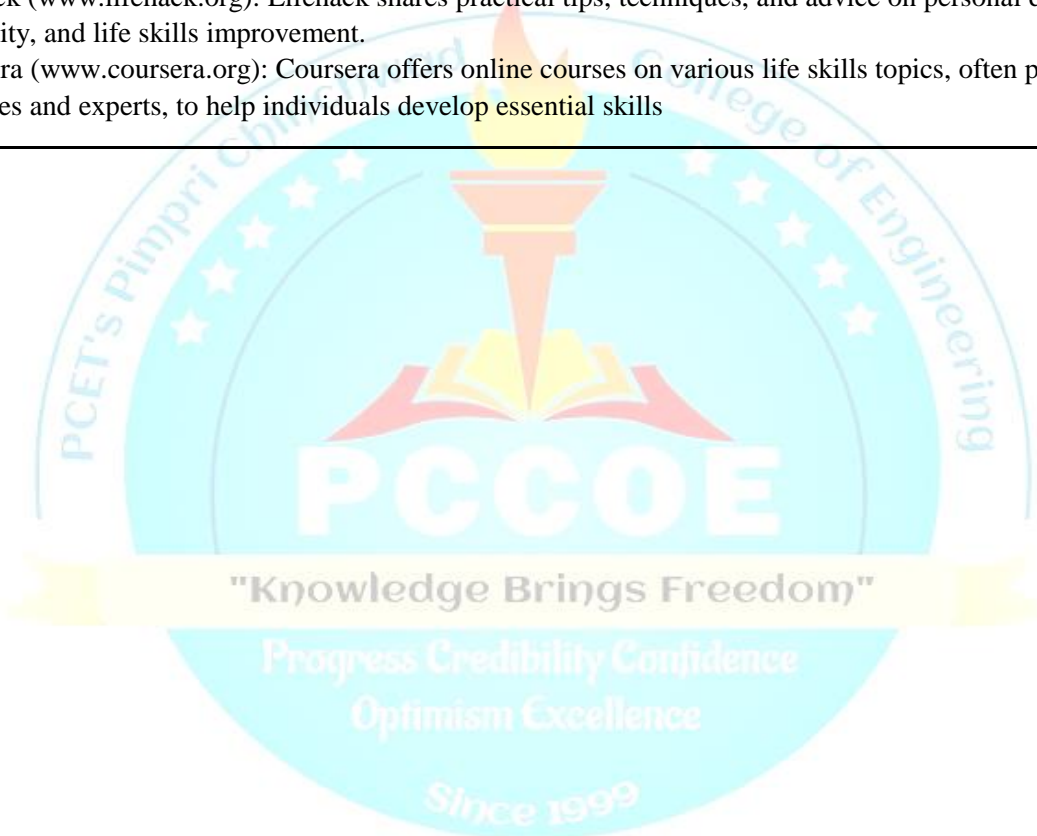 (www.lifehack.org): Lifehack shares practical tips, techniques, and advice on personal
ity, and life skills improvement.
ra (www.coursera.org): Coursera offers online courses on various life skills topics, often p
es and experts, to help individuals develop essential skills
PCET's Pimpri Chinchwad College of Engineering
PCCOE
"Knowledge Brings Freedom"
Progress Credibility Confidence
Optimism Excellence
Since 1999